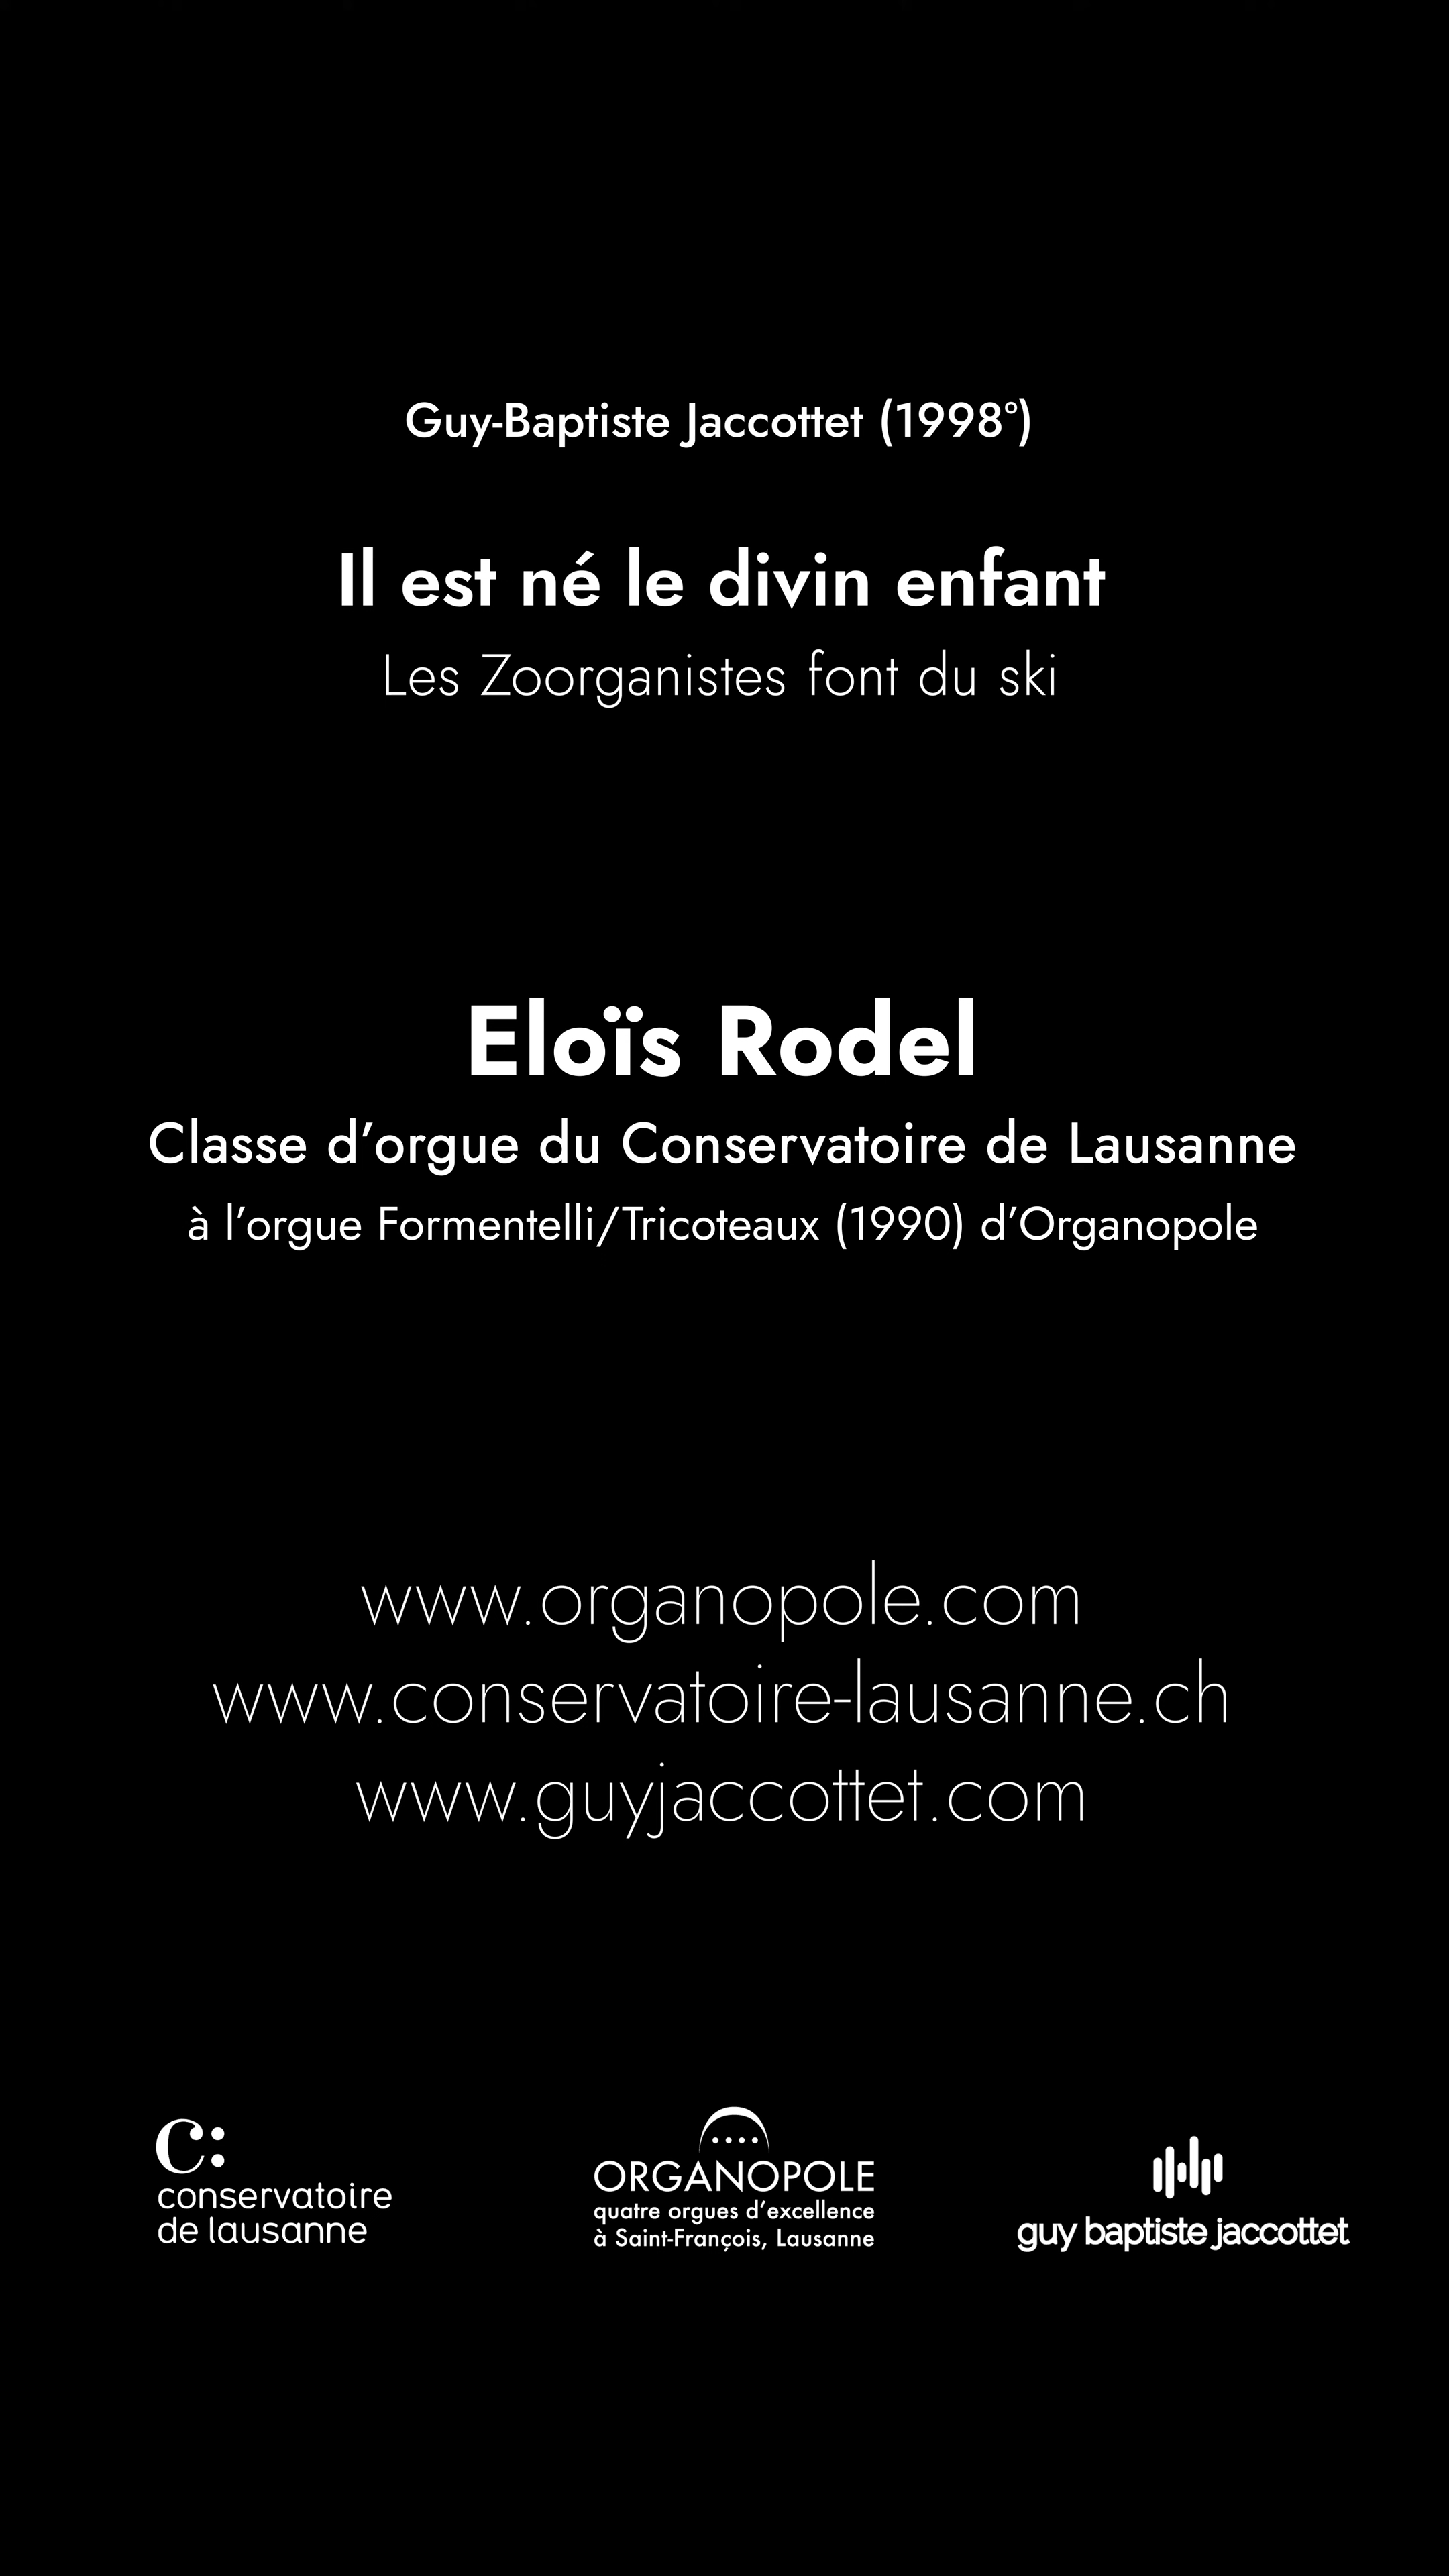 Guy-Baptiste Jaccottet (1998°)
Il est né le divin enfant
Les Zoorganistes font du ski
Eloïs Rodel
Classe d’orgue du Conservatoire de Lausanne
à l’orgue Formentelli/Tricoteaux (1990) d’Organopole
www.organopole.com
www.conservatoire-lausanne.ch
www.guyjaccottet.com
c:
conservatoire
de lausanne
ORGANOPOLE
quatre orgues d’excellence
à Saint-François, Lausanne
guy baptiste jaccottet